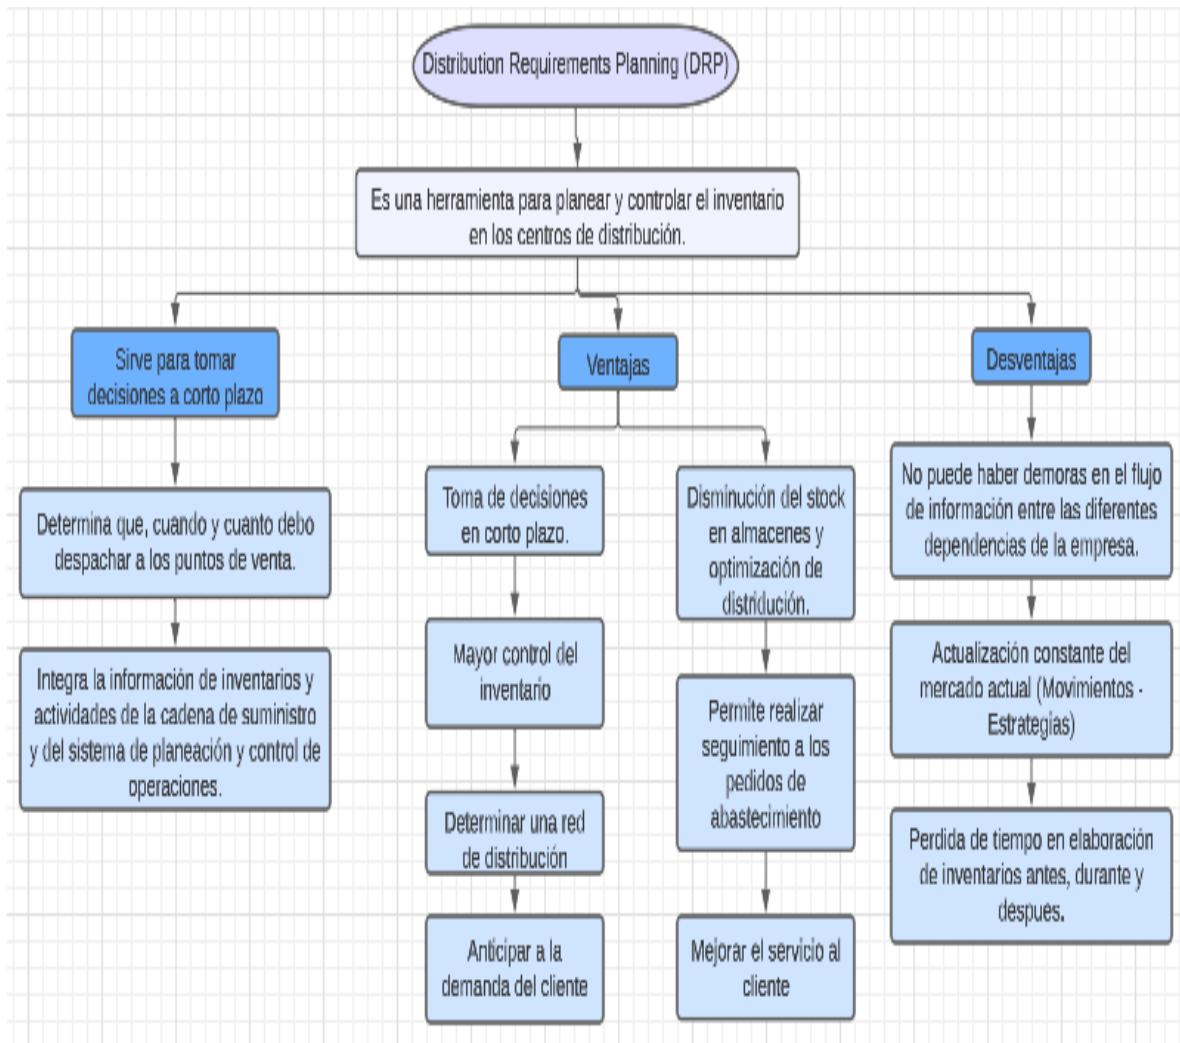 Distribution Requirements Planning (DRP)
Es una herramienta para planear y controlar el inventario
en los centros de distribución.
Sirve para tomar
decisiones a corto plazo
Determina que, cuando y cuanto debo
despachar a los puntos de venta.
Integra la información de inventarios y
actividades de la cadena de suministro
y del sistema de planeación y control de
operaciones.
Ventajas
Toma de decisiones
en corto plazo.
Mayor control del
inventario
Determinar una red
de distribución
Anticipar a la
demanda del cliente
Disminución del stock
en almacenes y
optimización de
distridución.
Permite realizar
seguimiento a los
pedidos de
abastecimiento
Mejorar el servicio al
cliente
Desventajas
No puede haber demoras en el flujo
de información entre las diferentes
dependencias de la empresa.
Actualización constante del
mercado actual (Movimientos -
Estrategias)
Perdida de tiempo en elaboración
de inventarios antes, durante y
despues.